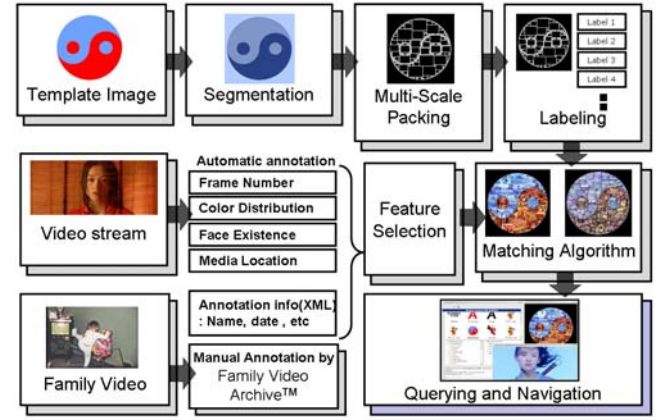 Template Image
Segmentation
Multi-Scale
Packing
Label 1
Label 2
Label 3
Label 4
Labeling
Video stream
Automatic annotation
Frame Number
Color Distribution
Face Existence
Media Location
Feature
Selection
Matching Algorithm
Family Video
Annotation info(XML)
: Name, date , etc
Manual Annotation by
Family Video
Archive™
Querying and Navigation